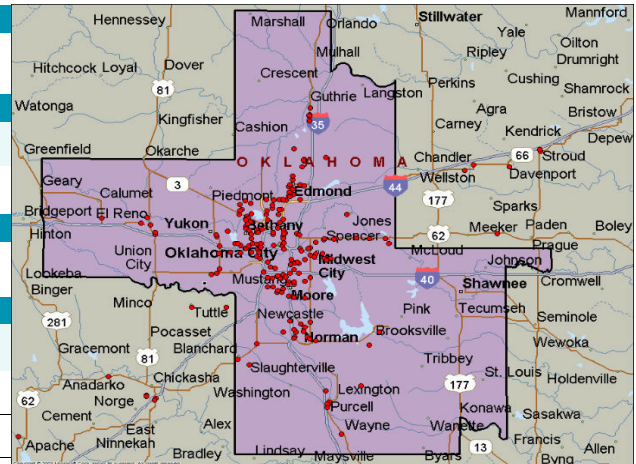 Hennessey Marshall Orlando Stillwater Mannford
Mulhall Yale Oilton
Hitchcock Loyal Dover Ripley Drumright
Crescent Perkins Cushing
81 Guthrie Langston Shamrock
Watonga Agra Bristow
Kingfisher Cashion 35 Carney Kendrick
Depew
Greenfield Okarche OKLAHOMA Chandler 66 Stroud
Geary 3 Wellston Davenport
Calumet Piedmont Edmond 44 177
Bridgeport El Reno Yukon Bethany Jones Sparks
Hinton Spencer 62 Meeker Paden Boley
Union City Oklahoma City McLoud Prague
Lookeba Midwest City Johnson
Binger Mustang 40 Shawnee Cromwell
Minco Moore
Tuttle Newcastle Pink Tecumseh Seminole
281 Pocasset Brooksville
Gracemont 81 Blanchard Norman Wewoka
Tribbey
Anadarko Chickasha Slaughterville St. Louis Holdenville
62 Norge Washington Lexington 177
Cement Purcell Konawa Sasakwa
East Ninnekah Alex Wayne Wanette
Apache 13 Francis Allen
Bradley Lindsay Maysville Byars Byng